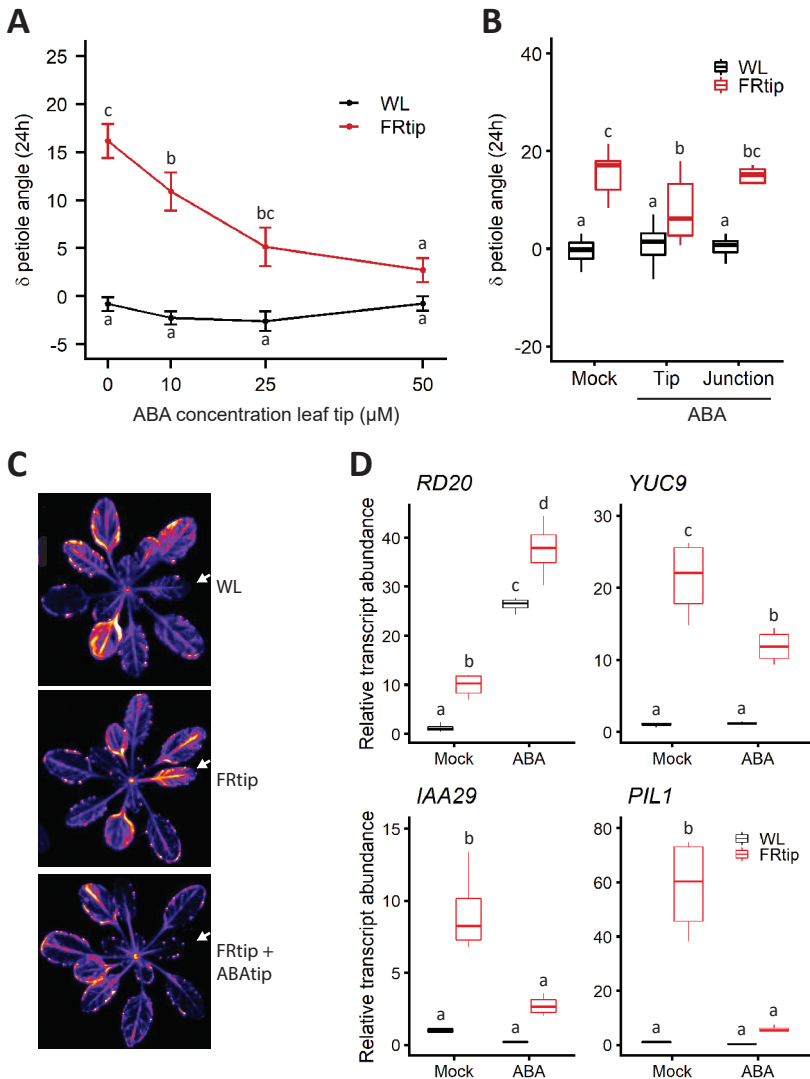 A
δ petiole angle (24h)
25
20
15
10
5
0
-5
c
b
bc
a
a
a
a
a
WL
FRtip
0
10
25
50
ABA concentration leaf tip (µM)
B
δ petiole angle (24h)
40
20
0
-20
WL
FRtip
a
c
a
b
a
bc
Mock
Tip
Junction
ABA
C
WL
FRtip
FRtip +
ABAtip
D
RD20
Relative transcript abundance
40
30
20
10
0
a
b
c
d
Mock
ABA
YUC9
30
20
10
0
a
c
a
b
Mock
ABA
IAA29
Relative transcript abundance
15
10
5
0
a
b
a
a
Mock
ABA
PIL1
80
60
40
20
0
a
b
a
a
WL
FRtip
Mock
ABA